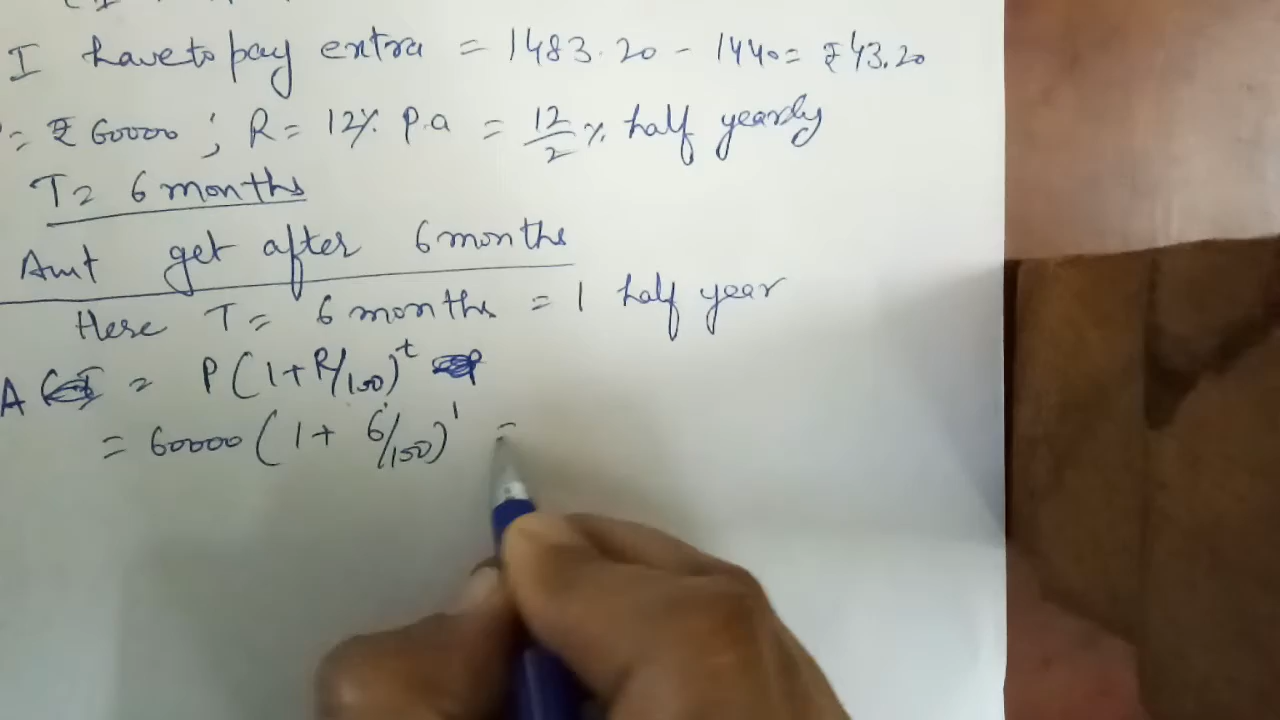 I have to pay extra = 1483.20 - 1440 = ₹43.20
= ₹ 60000 ; R = 12% p.a = 12/2 % half yearly
T = 6 months
Amt get after 6 months
Here T = 6 months = 1 half year
A = P(1+R/100)^t
= 60000 (1+ 6/100)^1 =